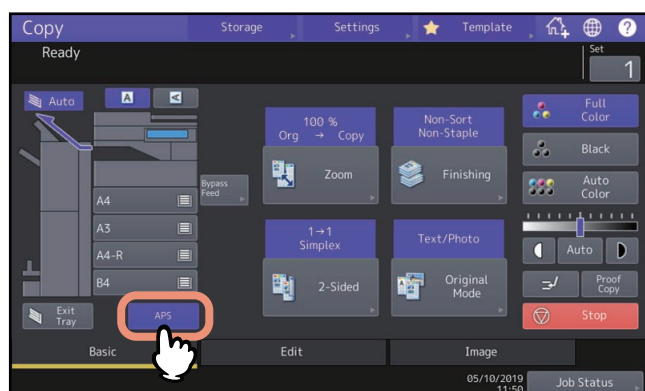 Copy
Storage
Settings
Template
?
Ready
Set
1
Auto
A
A
100 %
Org → Copy
Non-Sort
Non-Staple
Full
Color
Zoom
Finishing
Black
Bypass
Feed
A4
Auto
Color
A3
1→1
Simplex
Text/Photo
A4-R
Auto
B4
2-Sided
Original
Mode
Proof
Copy
Exit
Tray
APS
Stop
Basic
Edit
Image
05/10/2019
11:50
Job Status